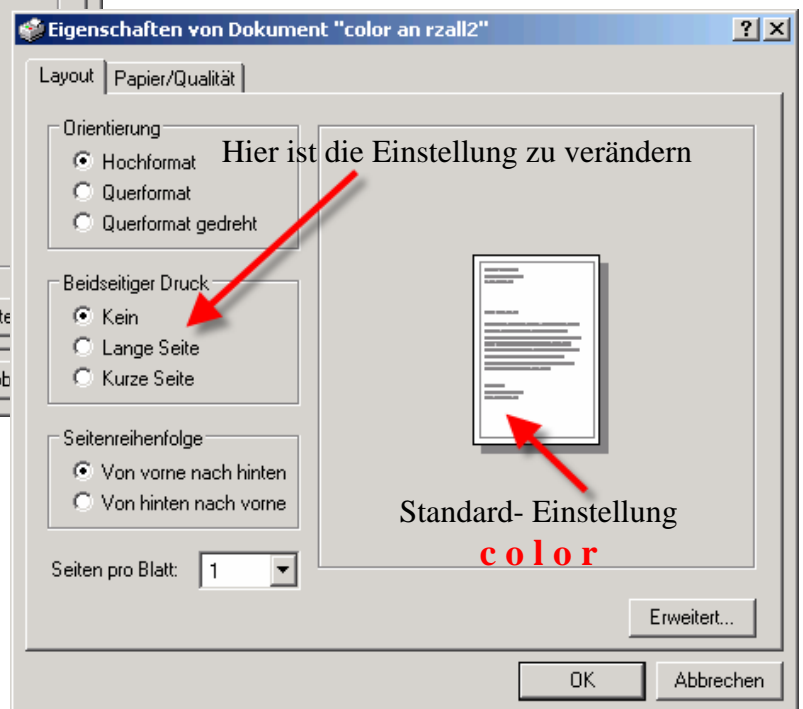 Eigenschaften von Dokument "color an rzall2"
Layout
Papier/Qualität
Orientierung
Hier ist die Einstellung zu verändern
Hochformat
Querformat
Querformat gedreht
Beidseitiger Druck
Kein
Lange Seite
Kurze Seite
Seitenreihenfolge
Von vorne nach hinten
Von hinten nach vorne
Standard- Einstellung
c o l o r
Seiten pro Blatt: 1
Erweitert...
OK
Abbrechen